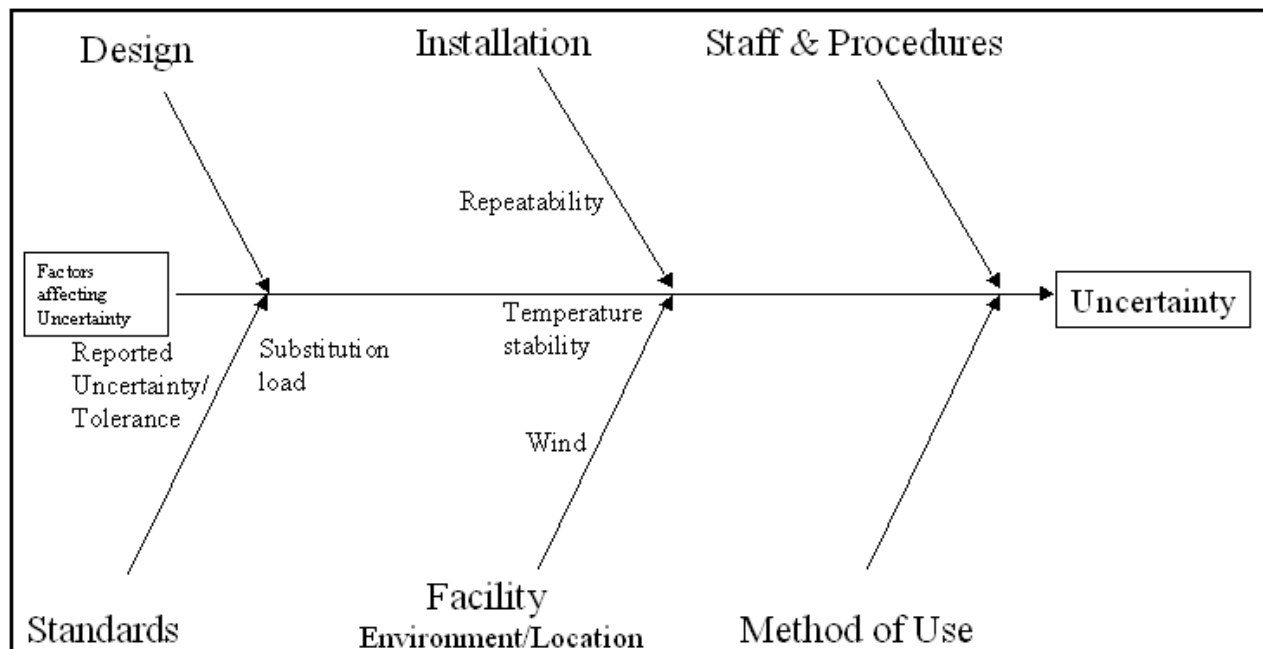 Design
Installation
Staff & Procedures
Repeatability
Factors
affecting
Uncertainty
Uncertainty
Temperature
stability
Reported
Uncertainty/
Tolerance
Substitution
load
Wind
Facility
Environment/Location
Standards
Method of Use